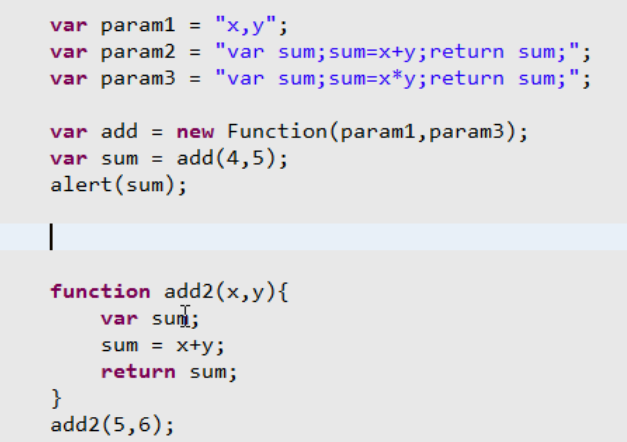 var param1 = "x,y";
var param2 = "var sum;sum=x+y;return sum;";
var param3 = "var sum;sum=x*y;return sum;";
var add = new Function(param1,param3);
var sum = add(4,5);
alert(sum);
function add2(x,y){
var sum;
sum = x+y;
return sum;
}
add2(5,6);